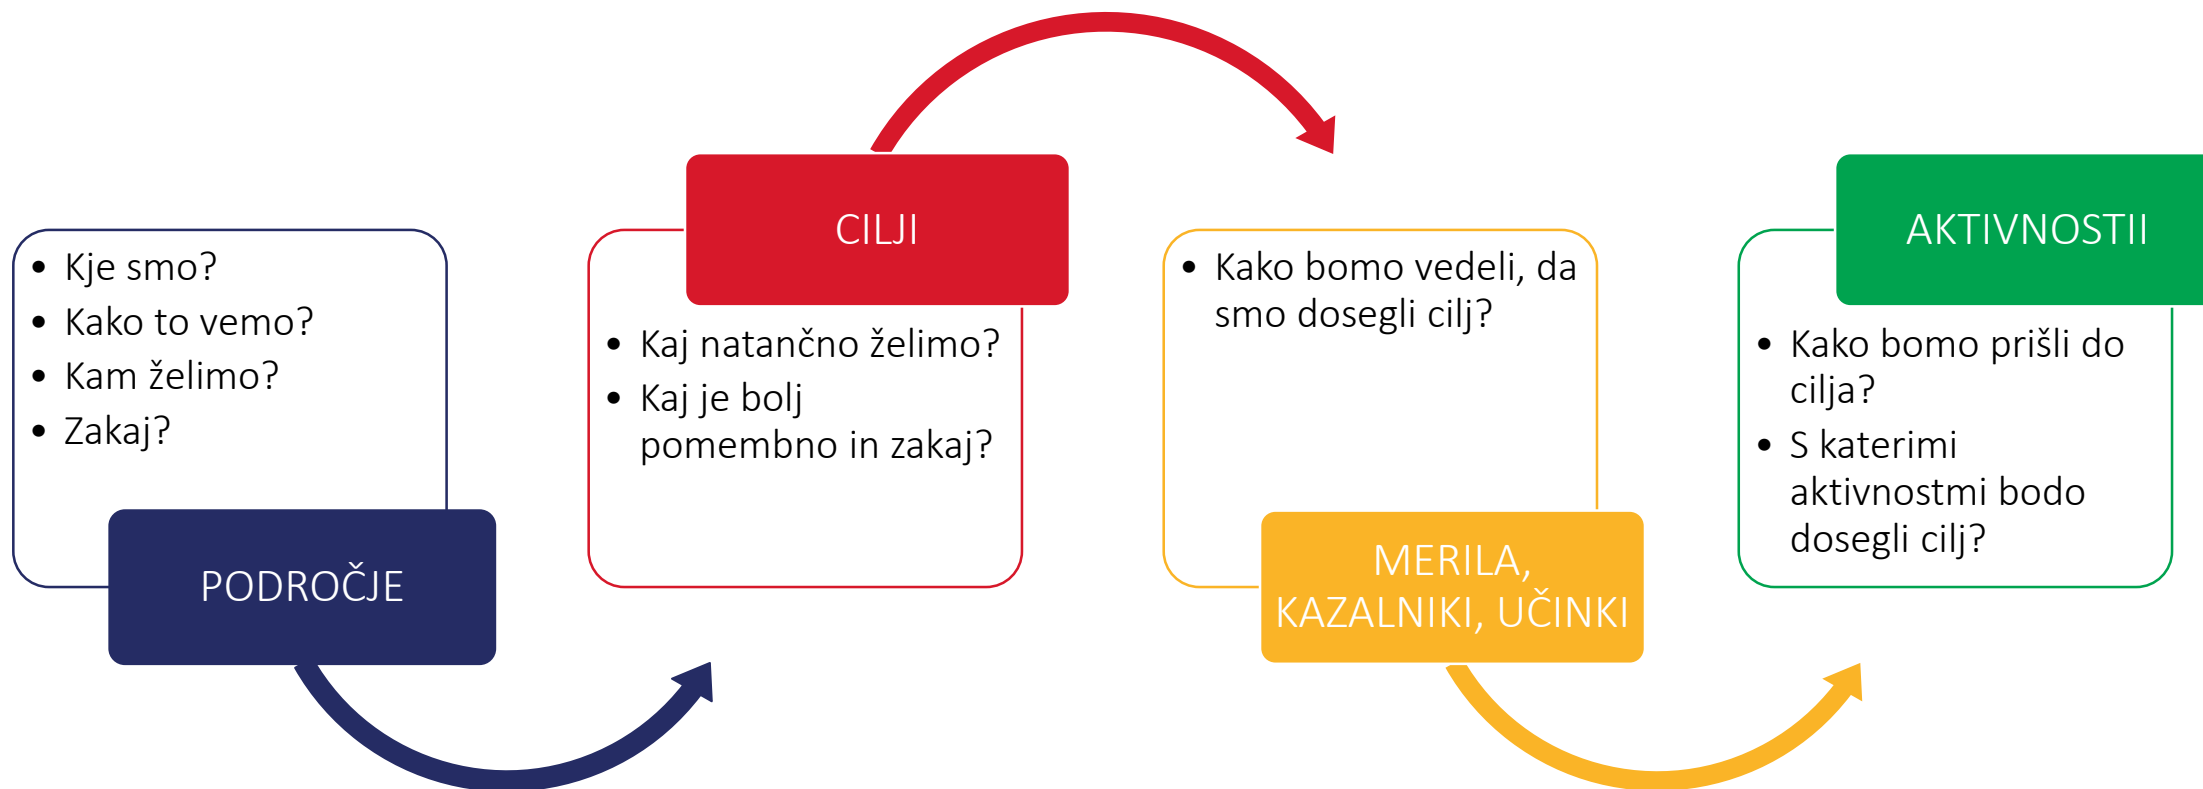 • Kje smo?
• Kako to vemo?
• Kam želimo?
• Zakaj?
PODROČJE
CILJI
• Kaj natančno želimo?
• Kaj je bolj
pomembno in zakaj?
• Kako bomo vedeli, da
smo dosegli cilj?
MERILA,
KAZALNIKI, UČINKI
AKTIVNOSTII
• Kako bomo prišli do
cilja?
• S katerimi
aktivnostmi bodo
dosegli cilj?